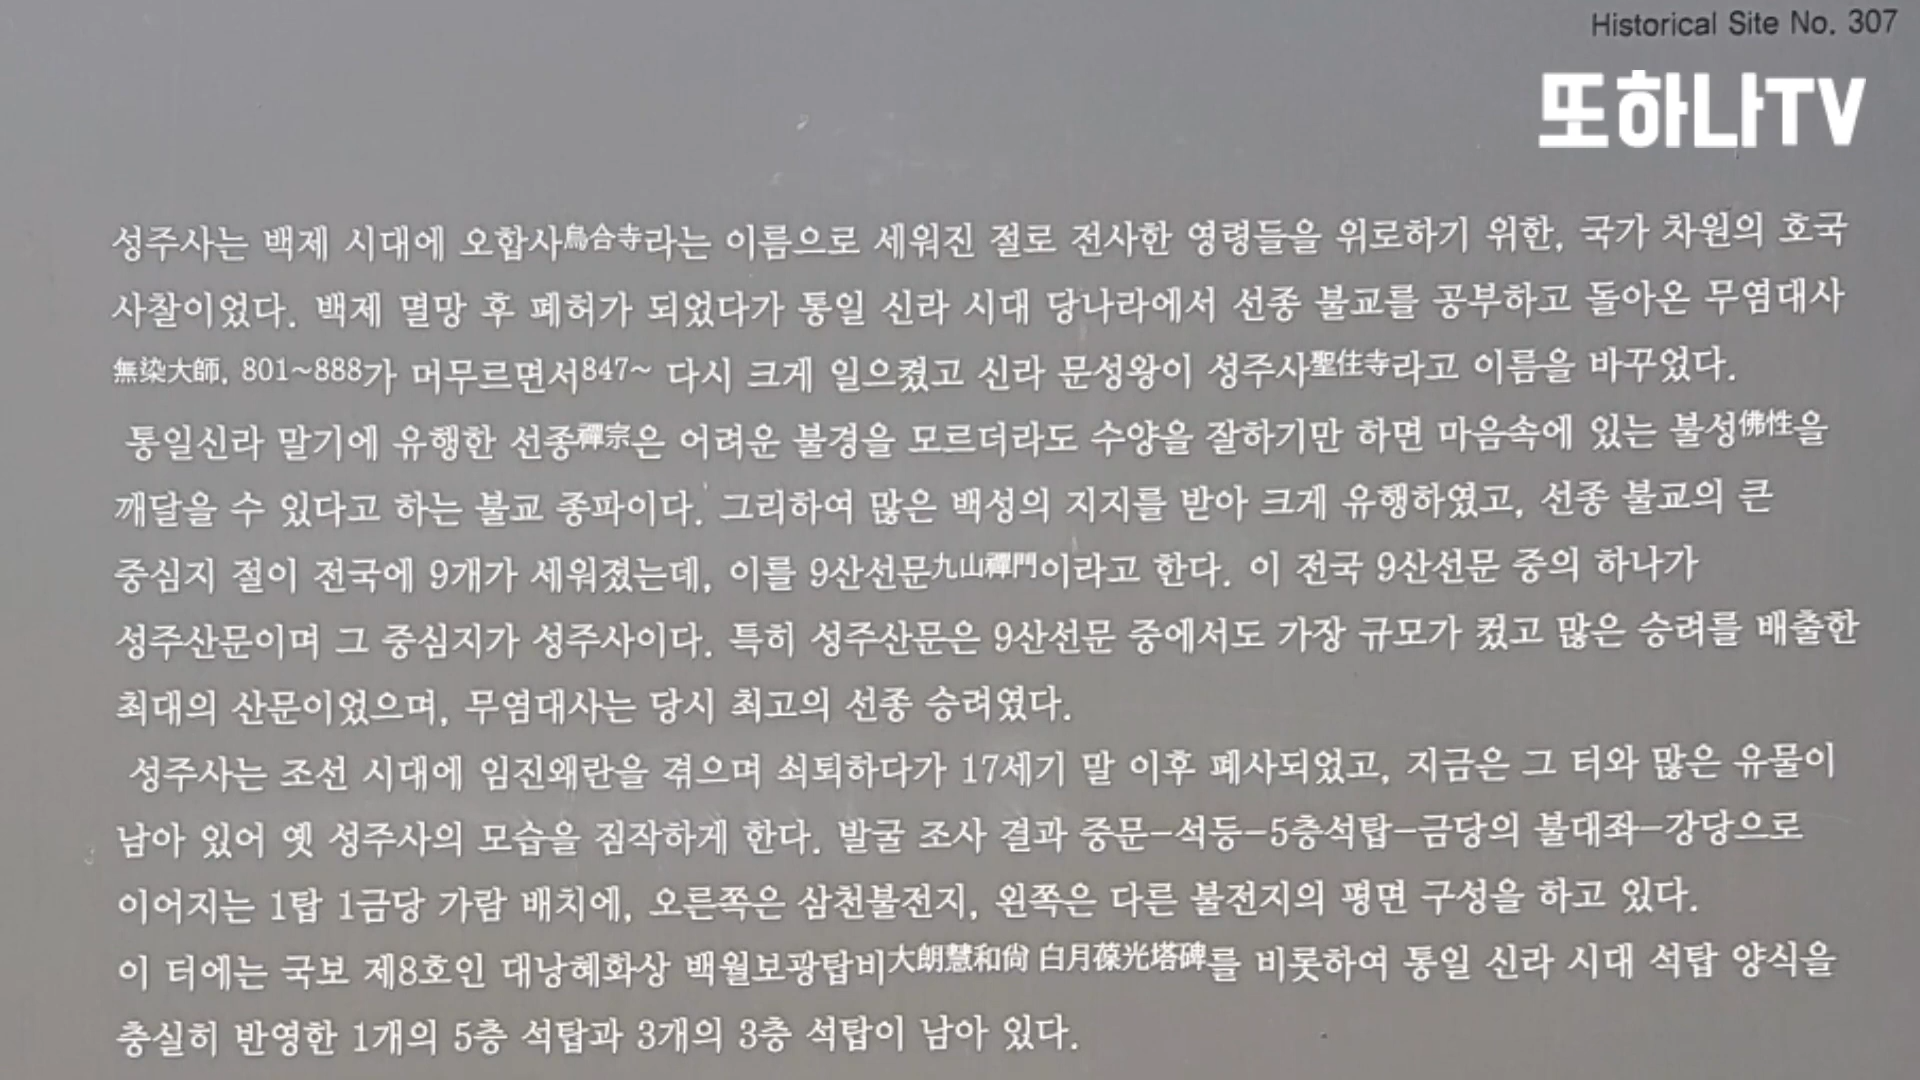 Historical Site No. 307
또하나TV
성주사는 백제 시대에 오합사烏合寺라는 이름으로 세워진 절로 전사한 영령들을 위로하기 위한, 국가 차원의 호국
사찰이었다. 백제 멸망 후 폐허가 되었다가 통일 신라 시대 당나라에서 선종 불교를 공부하고 돌아온 무염대사
無染大師, 801~888가 머무르면서847~ 다시 크게 일으켰고 신라 문성왕이 성주사聖住寺라고 이름을 바꾸었다.
통일신라 말기에 유행한 선종禪宗은 어려운 불경을 모르더라도 수양을 잘하기만 하면 마음속에 있는 불성佛性을
깨달을 수 있다고 하는 불교 종파이다. 그리하여 많은 백성의 지지를 받아 크게 유행하였고, 선종 불교의 큰
중심지 절이 전국에 9개가 세워졌는데, 이를 9산선문九山禪門이라고 한다. 이 전국 9산선문 중의 하나가
성주산문이며 그 중심지가 성주사이다. 특히 성주산문은 9산선문 중에서도 가장 규모가 컸고 많은 승려를 배출한
최대의 산문이었으며, 무염대사는 당시 최고의 선종 승려였다.
성주사는 조선 시대에 임진왜란을 겪으며 쇠퇴하다가 17세기 말 이후 폐사되었고, 지금은 그 터와 많은 유물이
남아 있어 옛 성주사의 모습을 짐작하게 한다. 발굴 조사 결과 중문-석등-5층석탑-금당의 불대좌-강당으로
이어지는 1탑 1금당 가람 배치에, 오른쪽은 삼천불전지, 왼쪽은 다른 불전지의 평면 구성을 하고 있다.
이 터에는 국보 제8호인 대낭혜화상 백월보광탑비大朗慧和尙 白月葆光塔碑를 비롯하여 통일 신라 시대 석탑 양식을
충실히 반영한 1개의 5층 석탑과 3개의 3층 석탑이 남아 있다.